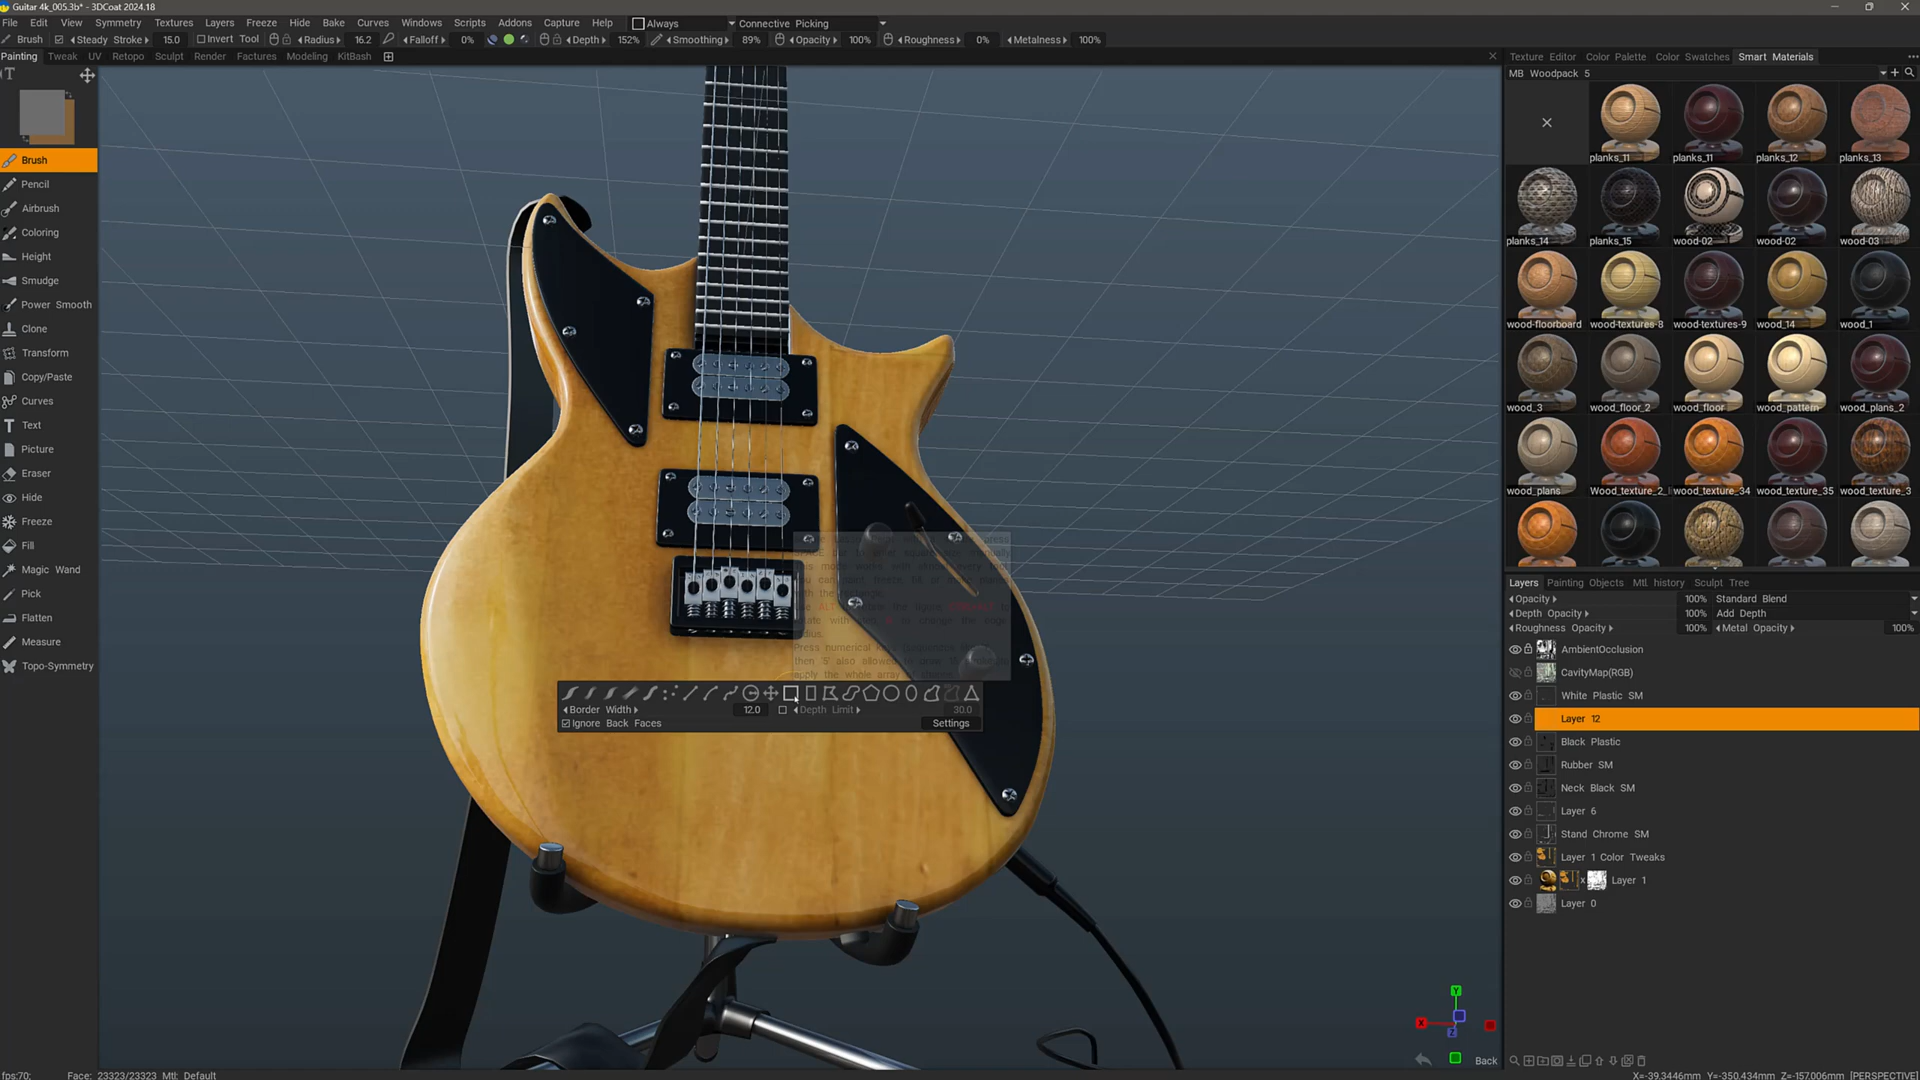 Guitar 4k_005.3b* - 3DCoat 2024.18
File Edit View Symmetry Textures Layers Freeze Hide Bake Curves Windows Scripts Addons Capture Help Always Connective Picking
Brush Steady Stroke 15.0 Invert Tool Radius 16.2 Falloff 0% Depth 152% Smoothing 89% Opacity 100% Roughness 0% Metalness 100%
Painting Tweak UV Retopo Sculpt Render Factures Modeling KitBash
Brush
Pencil
Airbrush
Coloring
Height
Smudge
Power Smooth
Clone
Transform
Copy/Paste
Curves
Text
Picture
Eraser
Hide
Freeze
Fill
Magic Wand
Pick
Flatten
Measure
Topo-Symmetry
Border Width 12.0 Depth Limit 30.0
Ignore Back Faces Settings
Texture Editor Color Palette Color Swatches Smart Materials
MB Woodpack 5
planks_11 planks_11 planks_12 planks_13
planks_14 planks_15 wood-02 wood-02 wood-03
wood-floorboard wood-textures-8 wood-textures-9 wood_14 wood_1
wood_3 wood_floor_2 wood_floor wood_pattern wood_plans_2
wood_plans Wood_texture_2_l wood_texture_34 wood_texture_35 wood_texture_3
Layers Painting Objects Mtl history Sculpt Tree
Opacity 100% Standard Blend
Depth Opacity 100% Add Depth
Roughness Opacity 100% Metal Opacity 100%
AmbientOcclusion
CavityMap(RGB)
White Plastic SM
Layer 12
Black Plastic
Rubber SM
Neck Black SM
Layer 6
Stand Chrome SM
Layer 1 Color Tweaks
Layer 1
Layer 0
Y
X
Z
Back
fps:70; Face: 23323/23323 Mtl: Default
X=-39.3446mm Y=-350.434mm Z=-157.006mm [PERSPECTIVE]